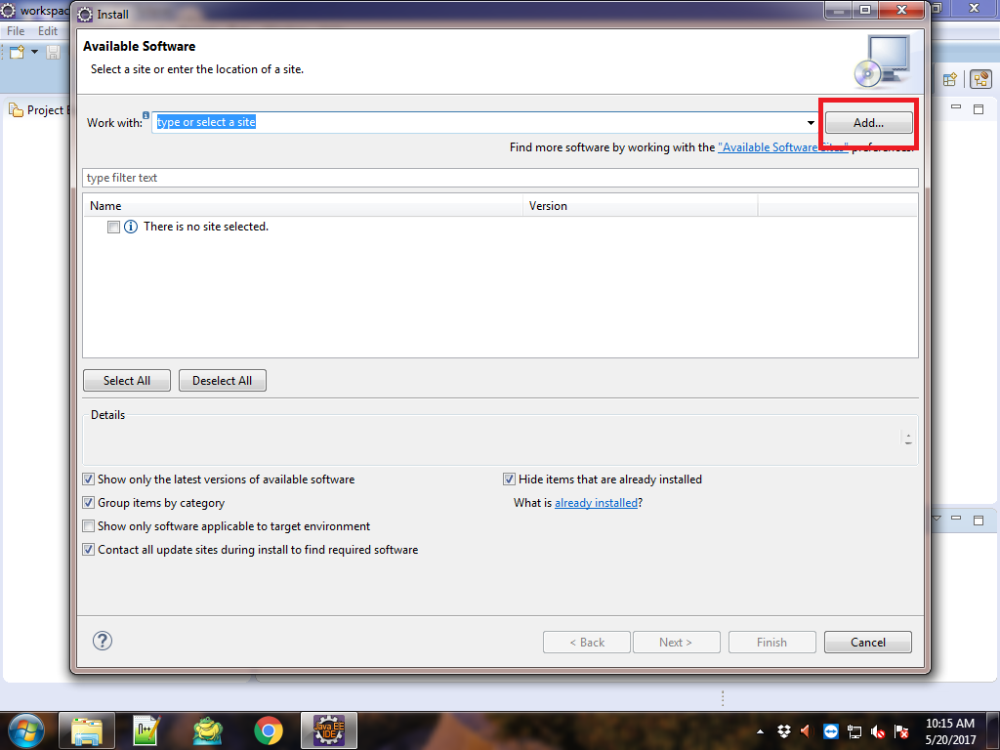 workspac
Install
File Edit
Available Software
Select a site or enter the location of a site.
Project E
Work with: type or select a site
Add...
Find more software by working with the "Available Software Sites" preferences.
type filter text
Name Version
There is no site selected.
Select All Deselect All
Details
Show only the latest versions of available software
Hide items that are already installed
Group items by category
What is already installed?
Show only software applicable to target environment
Contact all update sites during install to find required software
< Back Next > Finish Cancel
Java EE
IDE
10:15 AM
5/20/2017